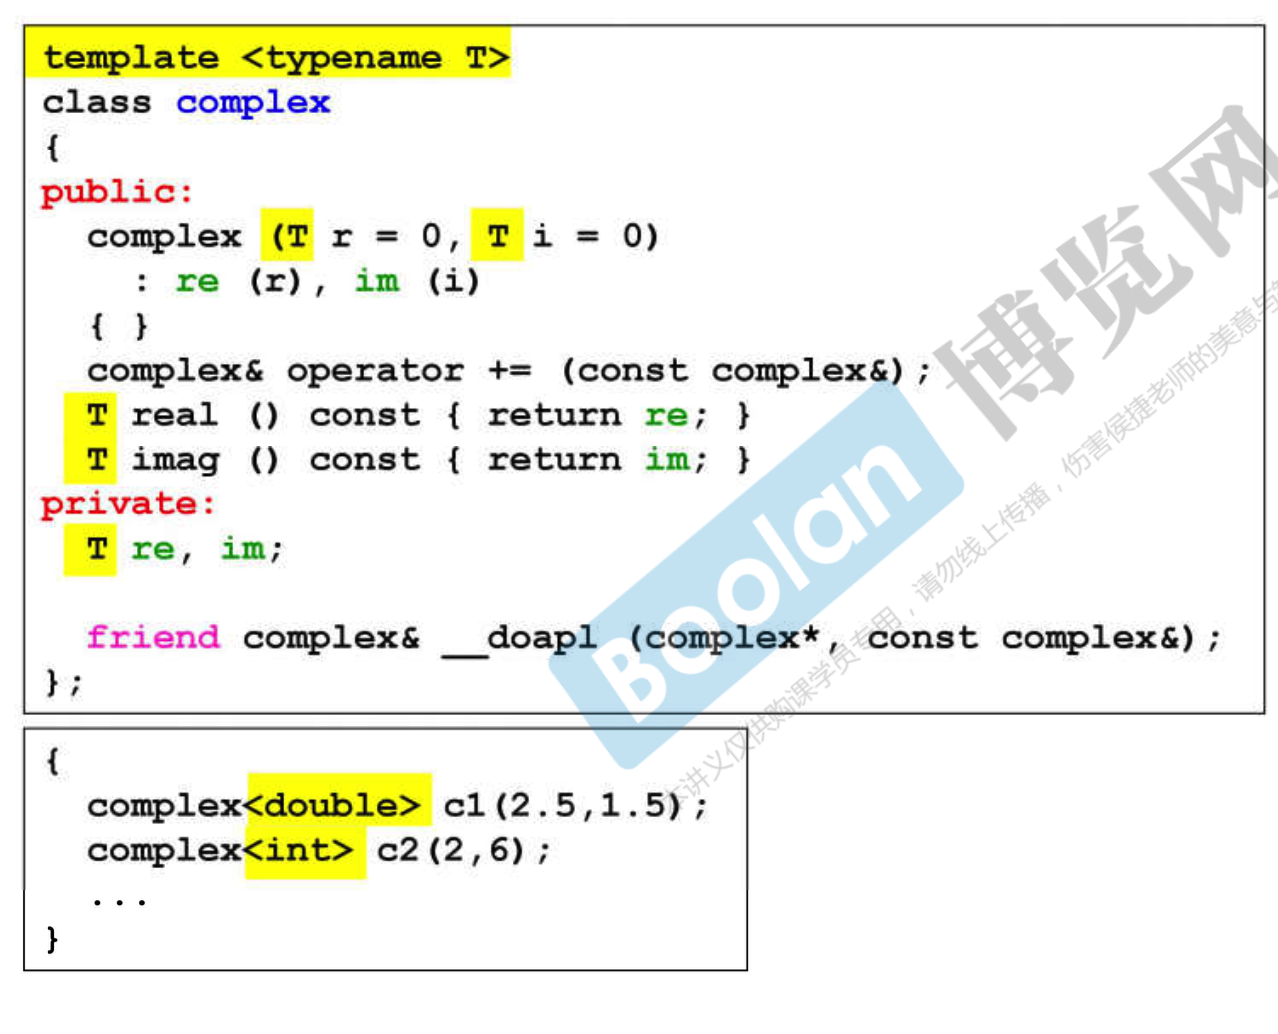 template <typename T>
class complex
{
public:
  complex (T r = 0, T i = 0)
    : re (r), im (i)
  { }
  complex& operator += (const complex&);
  T real () const { return re; }
  T imag () const { return im; }
private:
  T re, im;
  friend complex& __doapl (complex*, const complex&);
};
{
  complex<double> c1(2.5,1.5);
  complex<int> c2(2,6);
  ...
}
博览网
Boolan
本讲义仅供购课学员专用，请勿线上传播，伤害侯捷老师的美意与